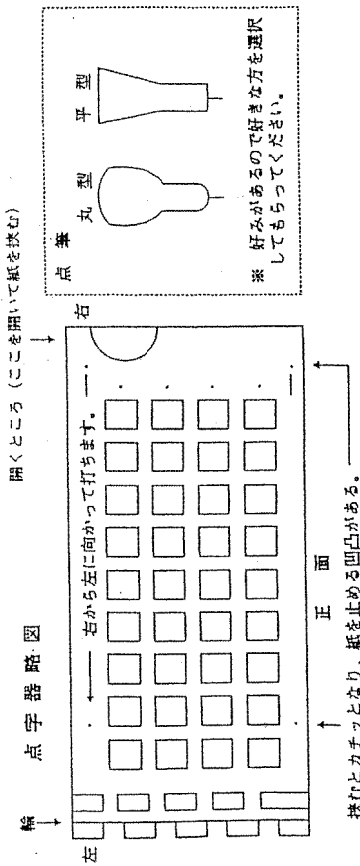 点字器略図
開くところ（ここを開いて紙を挟む）
輪
左
右
右から左に向かって打ちます。
正面
挟むとカチッとなり、紙を止める凹凸がある。
点筆
丸型
平型
※ 好みがあるので好きな方を選択
してもらってください。